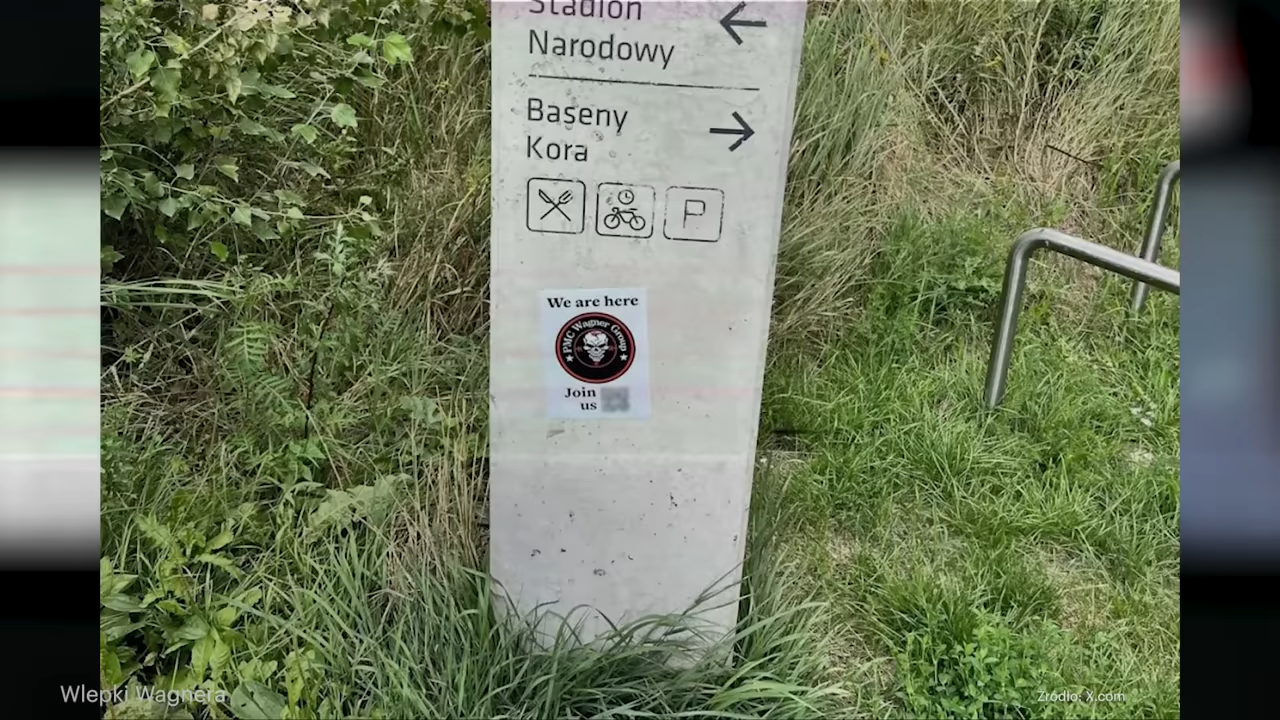 Stadion
Narodowy
Baseny
Kora
P
We are here
PMC Wagner Group
Join
us
Wlepki Wagnera
Źródło: X.com